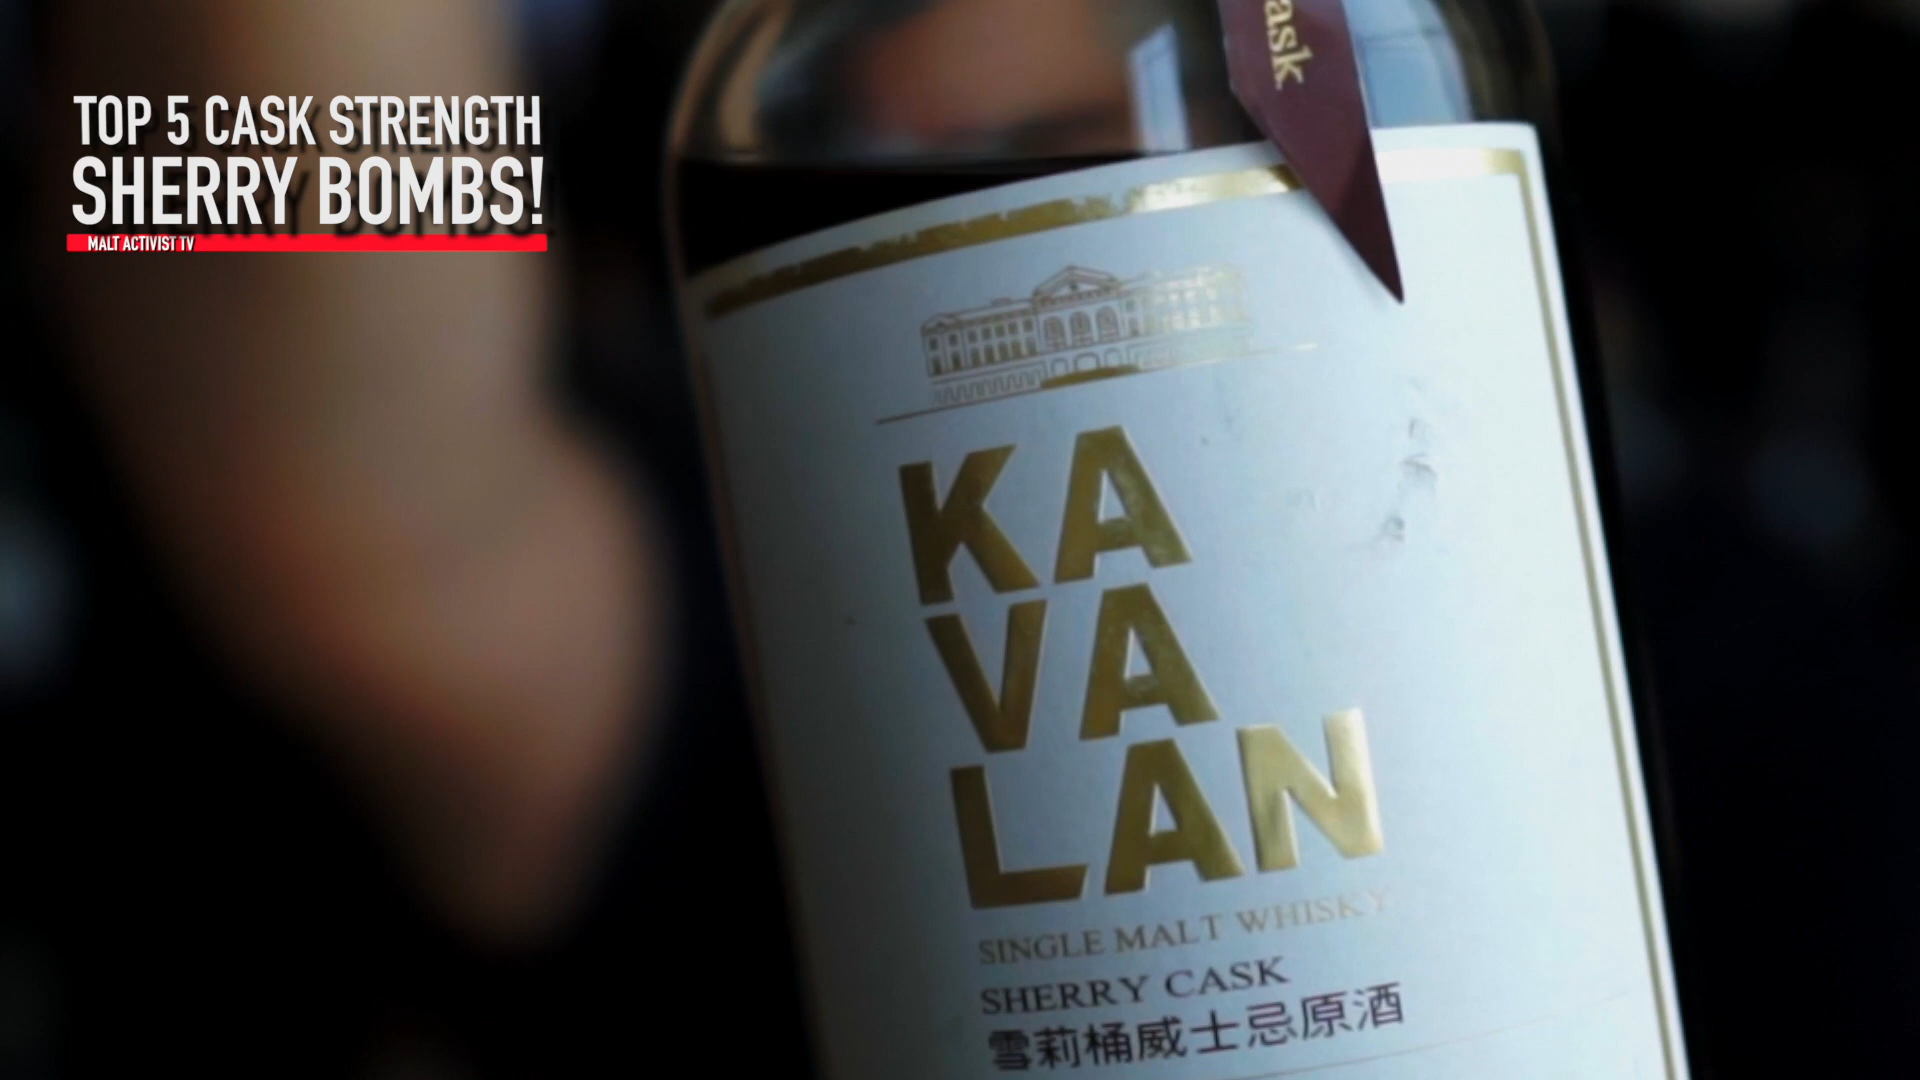 TOP 5 CASK STRENGTH
SHERRY BOMBS!
MALT ACTIVIST TV
ask
KA
VA
LAN
SINGLE MALT WHISKY
SHERRY CASK
雪莉桶威士忌原酒